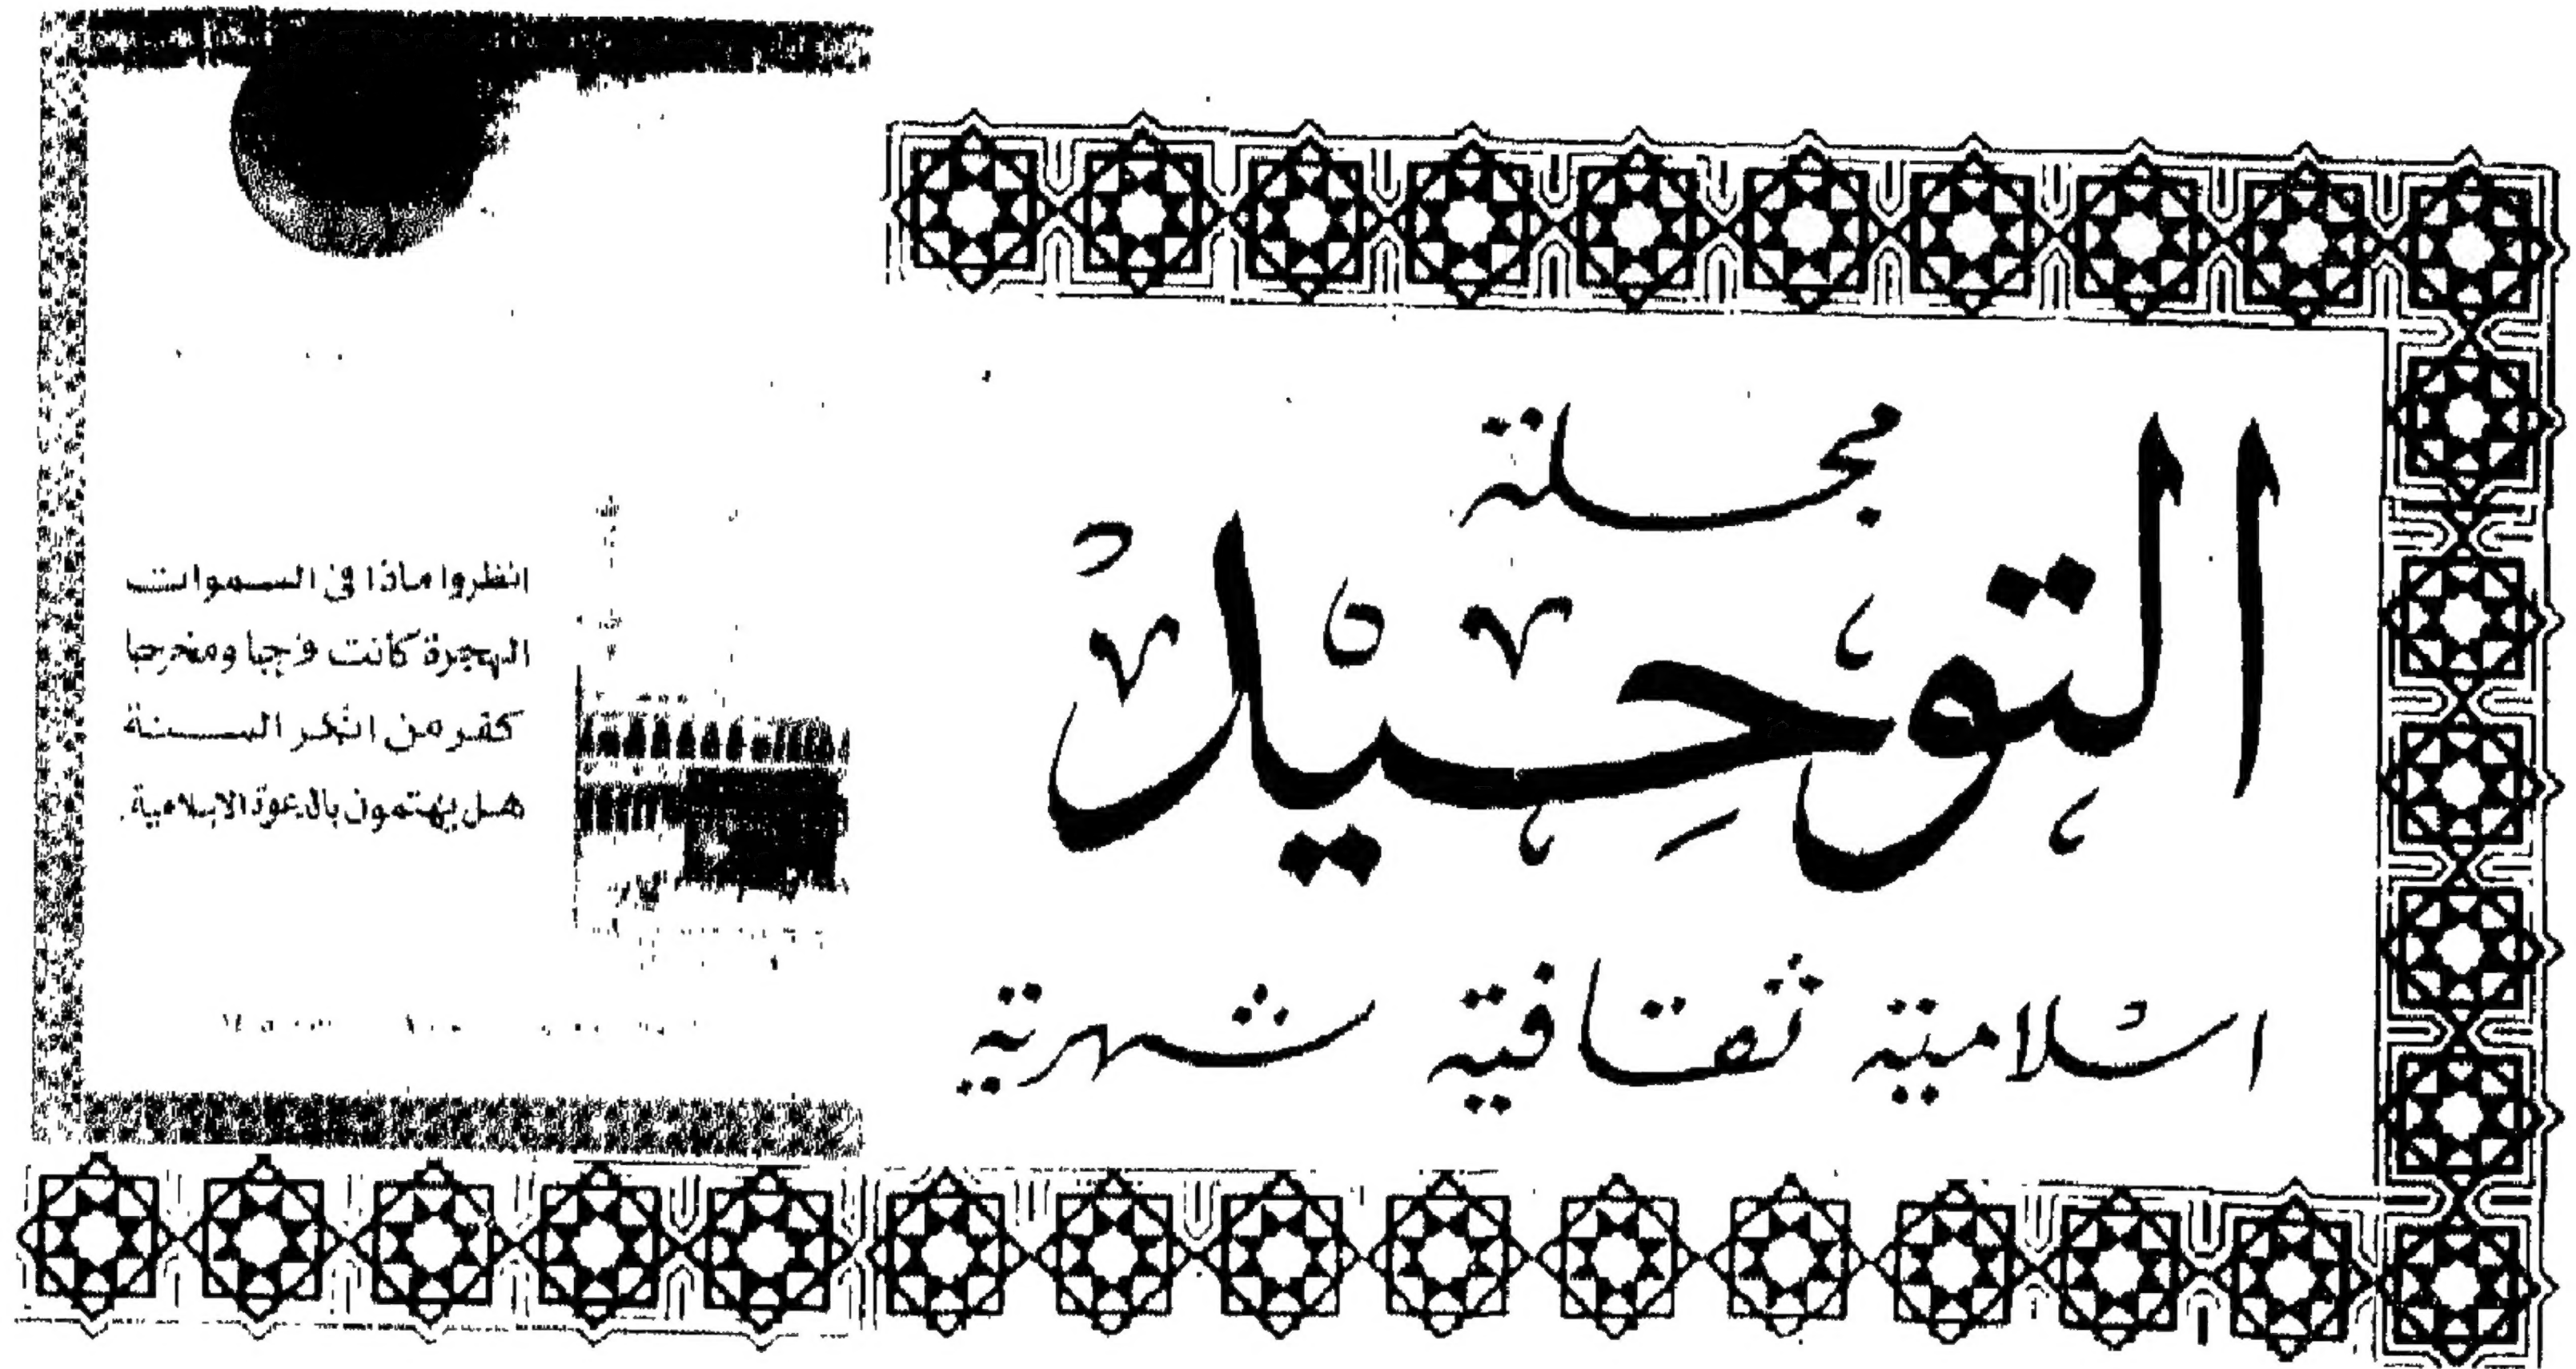 مجلة
التوحيد
اسلامية ثقافية شهرية
انظروا ماذا في السموات
الهجرة كانت فرجا ومخرجا
كفر من انكر السنة
هل يهتمون بالدعوة الاسلامية